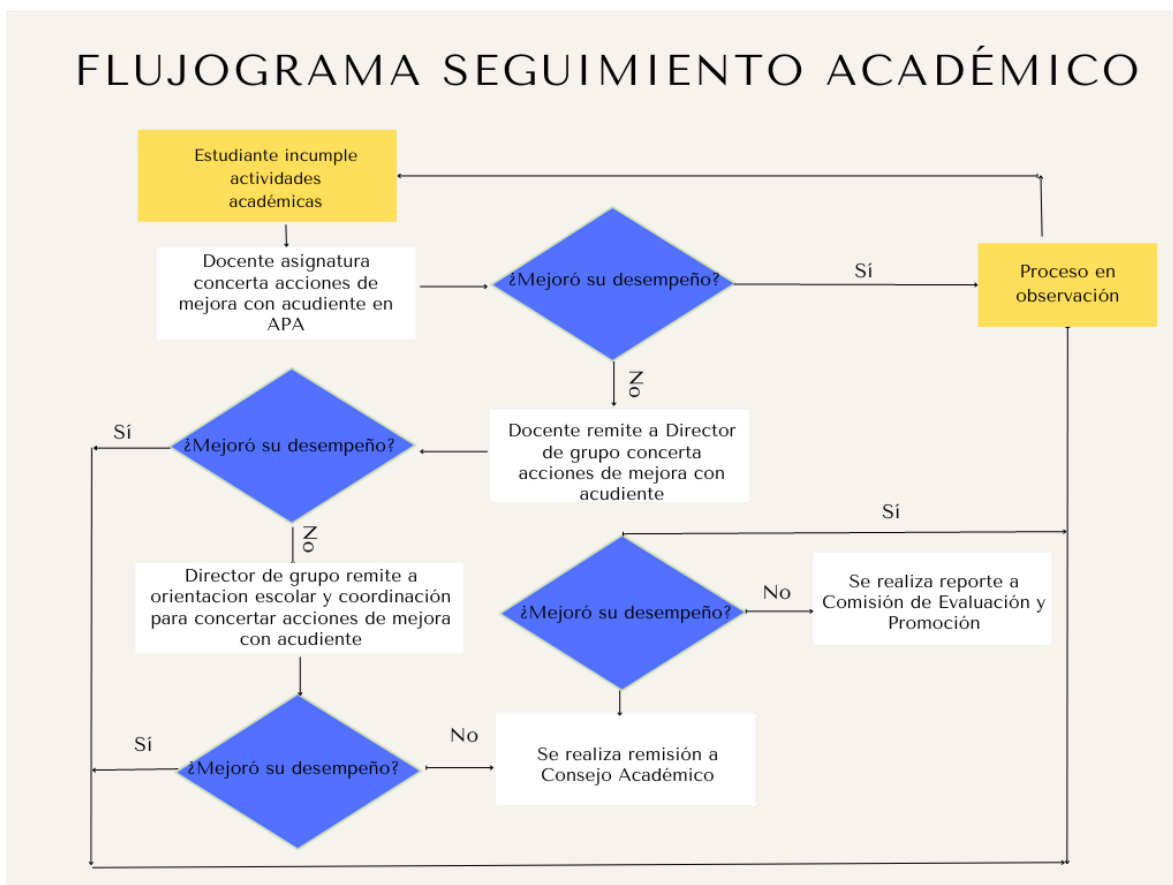 FLUJOGRAMA SEGUIMIENTO ACADÉMICO
Estudiante incumple
actividades
académicas
Docente asignatura
concerta acciones de
mejora con acudiente en
APA
¿Mejoró su desempeño?
Sí
Proceso en
observación
No
Docente remite a Director
de grupo concerta
acciones de mejora con
acudiente
¿Mejoró su desempeño?
Sí
No
Director de grupo remite a
orientacion escolar y coordinación
para concertar acciones de mejora
con acudiente
¿Mejoró su desempeño?
Sí
No
Se realiza remisión a
Consejo Académico
¿Mejoró su desempeño?
Sí
No
Se realiza reporte a
Comisión de Evaluación y
Promoción